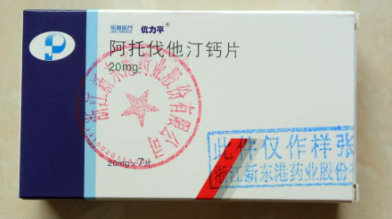 乐普医疗 优力平
阿托伐他汀钙片
20mg
浙江新东港药业股份有限公司
20mg×7片
此件仅作样张
浙江新东港药业股份